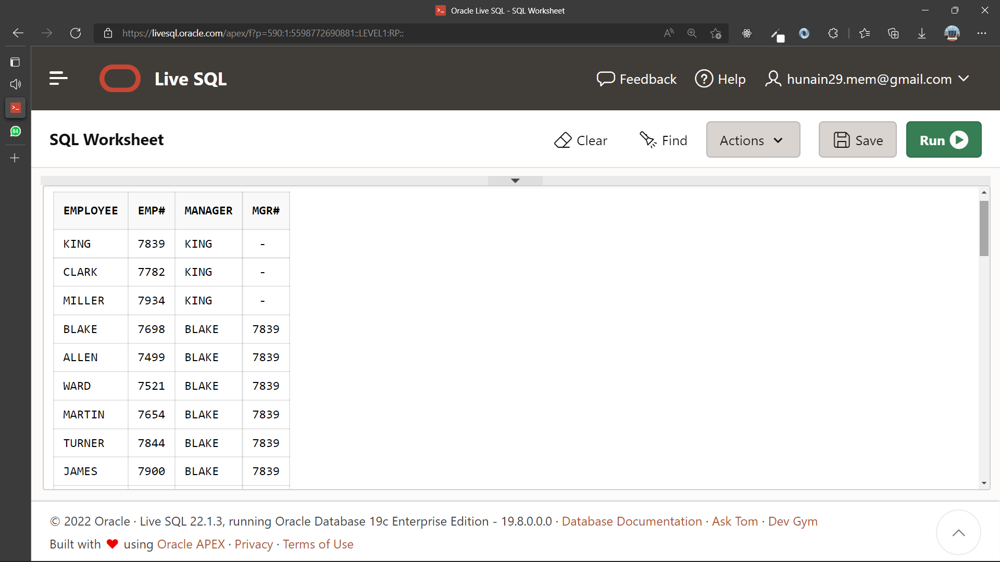 Oracle Live SQL - SQL Worksheet
https://livesql.oracle.com/apex/f?p=590:1:5598772690881::LEVEL1:RP::
84
Live SQL
Feedback
Help
hunain29.mem@gmail.com
SQL Worksheet
Clear
Find
Actions
Save
Run
EMPLOYEE EMP# MANAGER MGR#
KING 7839 KING -
CLARK 7782 KING -
MILLER 7934 KING -
BLAKE 7698 BLAKE 7839
ALLEN 7499 BLAKE 7839
WARD 7521 BLAKE 7839
MARTIN 7654 BLAKE 7839
TURNER 7844 BLAKE 7839
JAMES 7900 BLAKE 7839
© 2022 Oracle · Live SQL 22.1.3, running Oracle Database 19c Enterprise Edition - 19.8.0.0.0 · Database Documentation · Ask Tom · Dev Gym
Built with ❤ using Oracle APEX · Privacy · Terms of Use